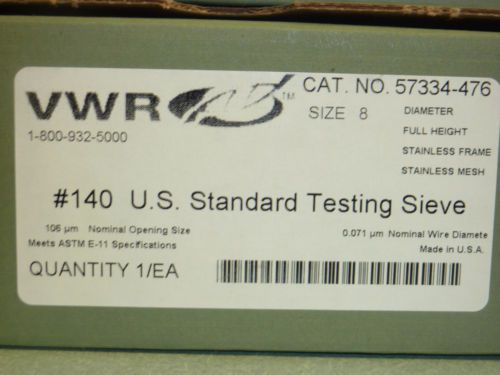 VWR ™
1-800-932-5000
CAT. NO. 57334-476
SIZE 8
DIAMETER
FULL HEIGHT
STAINLESS FRAME
STAINLESS MESH
#140 U.S. Standard Testing Sieve
106 µm Nominal Opening Size
0.071 µm Nominal Wire Diamete
Meets ASTM E-11 Specifications
Made in U.S.A.
QUANTITY 1/EA